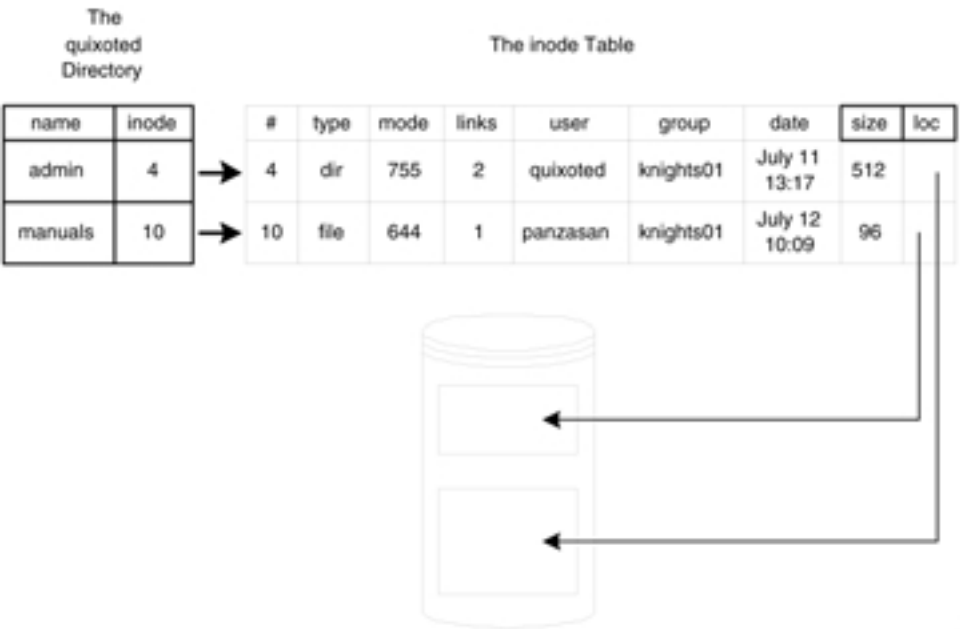 The
quixoted
Directory
The inode Table
name inode
# type mode links user group date size loc
admin 4
4 dir 755 2 quixoted knights01 July 11 13:17 512
manuals 10
10 file 644 1 panzasan knights01 July 12 10:09 96